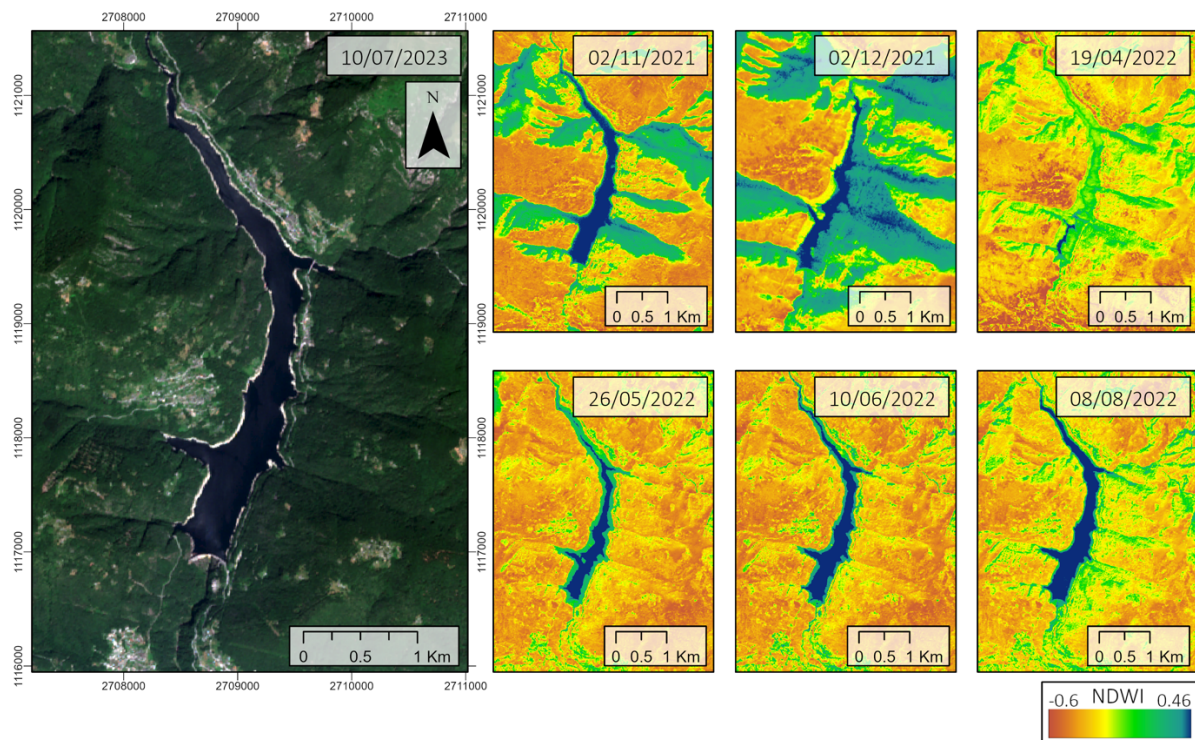 2708000 2709000 2710000 2711000
10/07/2023
N
1121000 1121000
1120000 1120000
1119000 1119000
1118000 1118000
1117000 1117000
1116000 1116000
0 0.5 1 Km
2708000 2709000 2710000 2711000
02/11/2021
0 0.5 1 Km
02/12/2021
0 0.5 1 Km
19/04/2022
0 0.5 1 Km
26/05/2022
0 0.5 1 Km
10/06/2022
0 0.5 1 Km
08/08/2022
0 0.5 1 Km
-0.6 NDWI 0.46